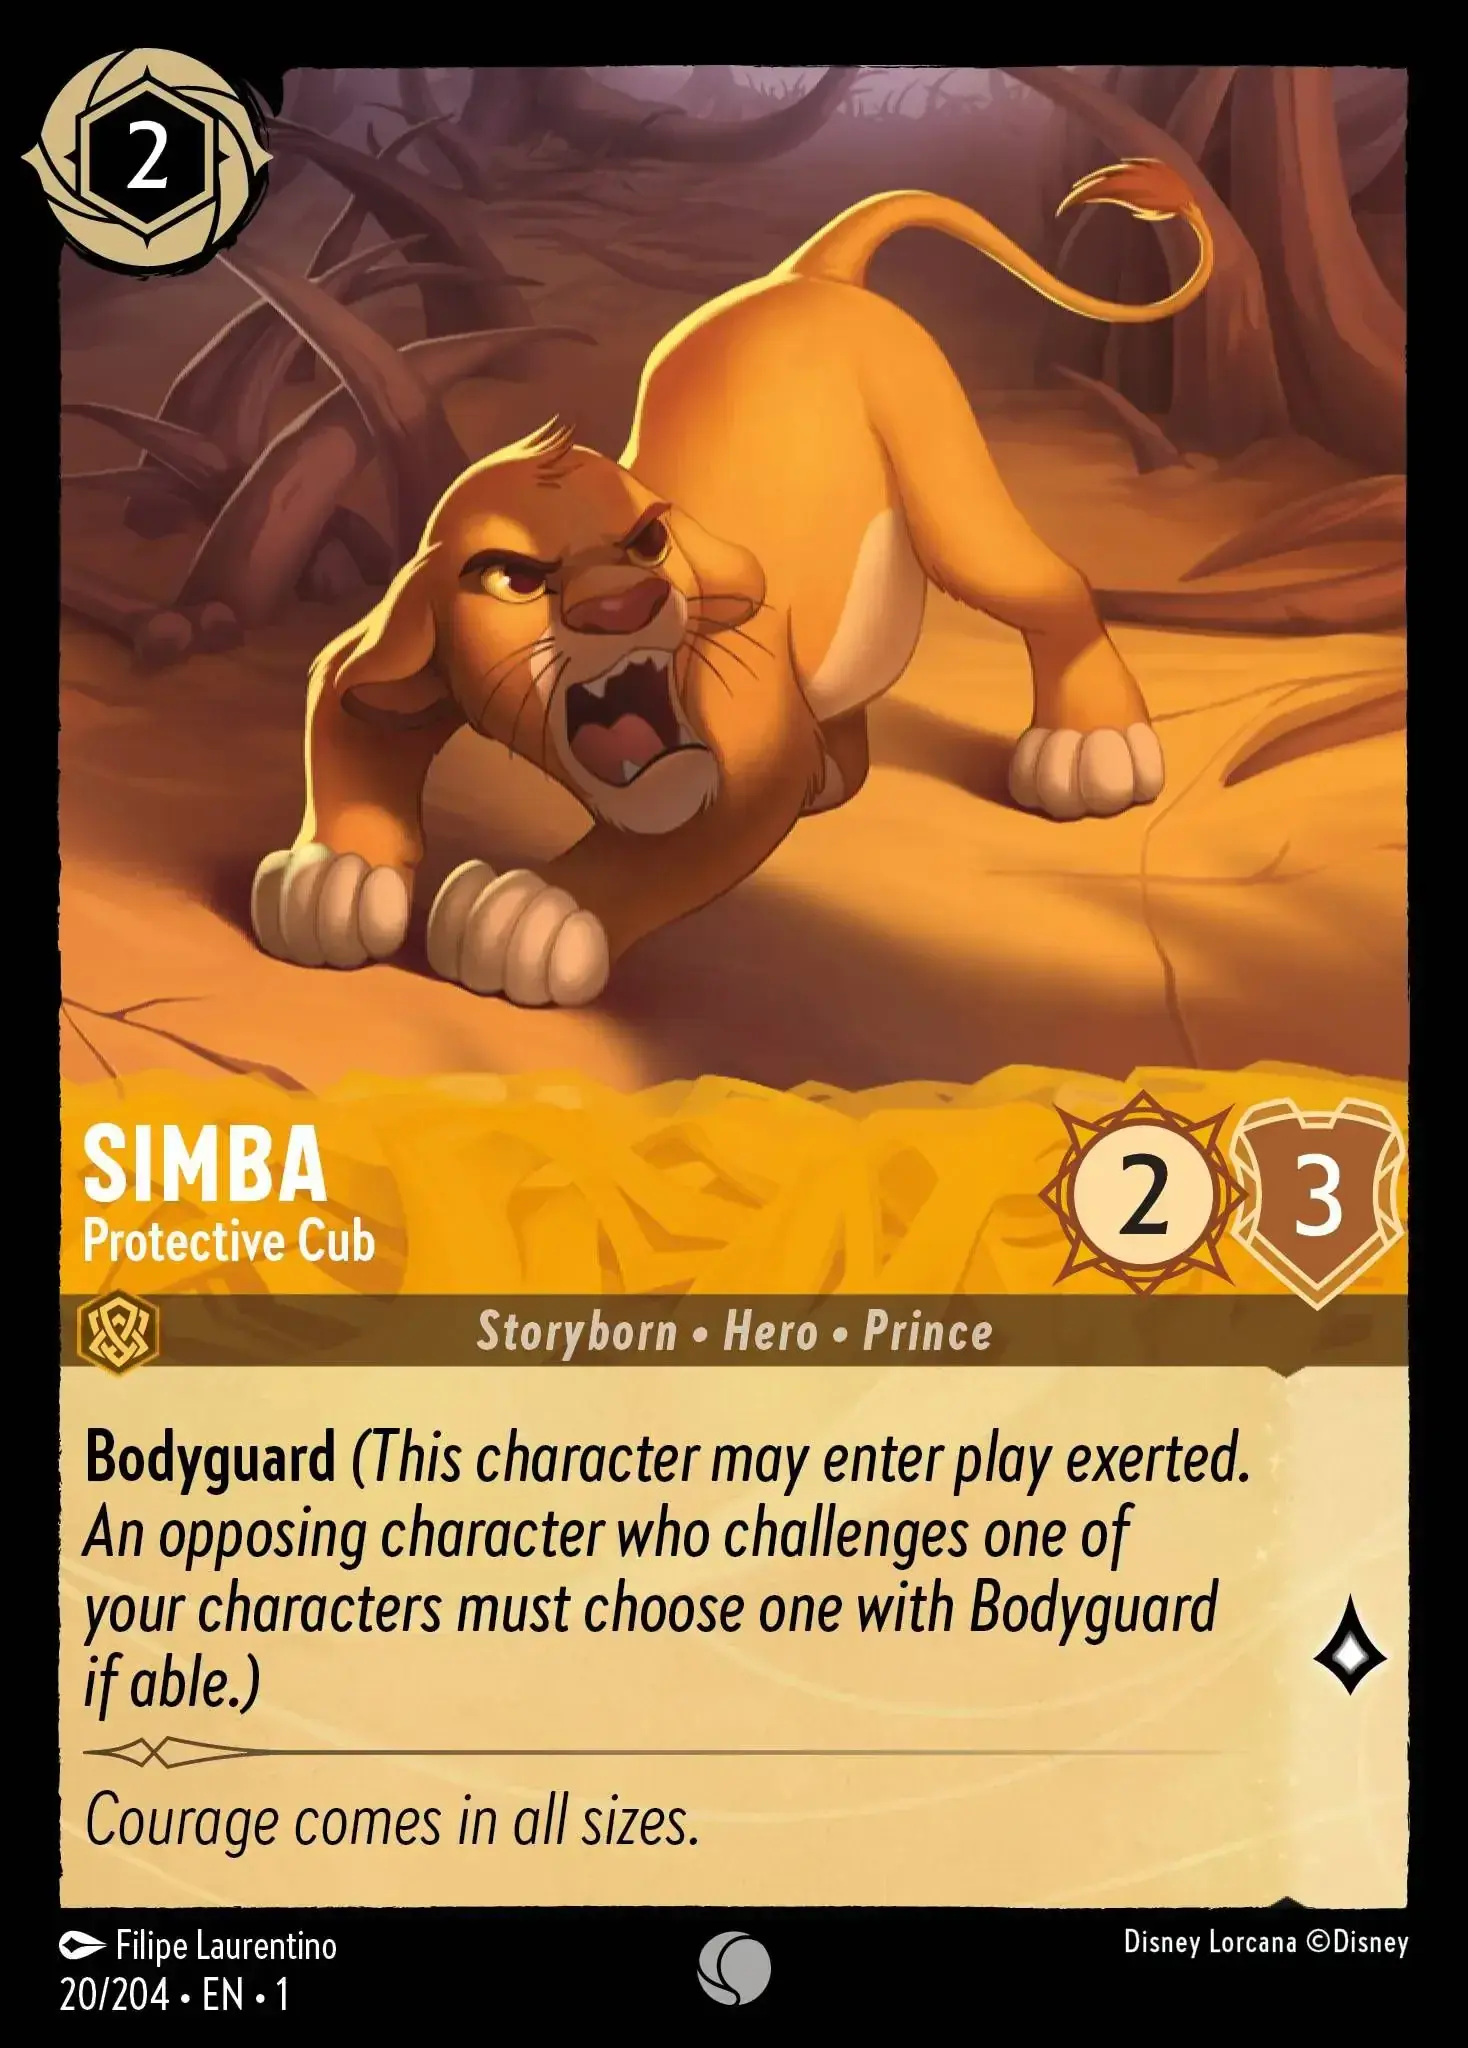 2
SIMBA
Protective Cub
2
3
Storyborn • Hero • Prince
Bodyguard (This character may enter play exerted.
An opposing character who challenges one of
your characters must choose one with Bodyguard
if able.)
Courage comes in all sizes.
Filipe Laurentino
Disney Lorcana ©Disney
20/204 • EN • 1